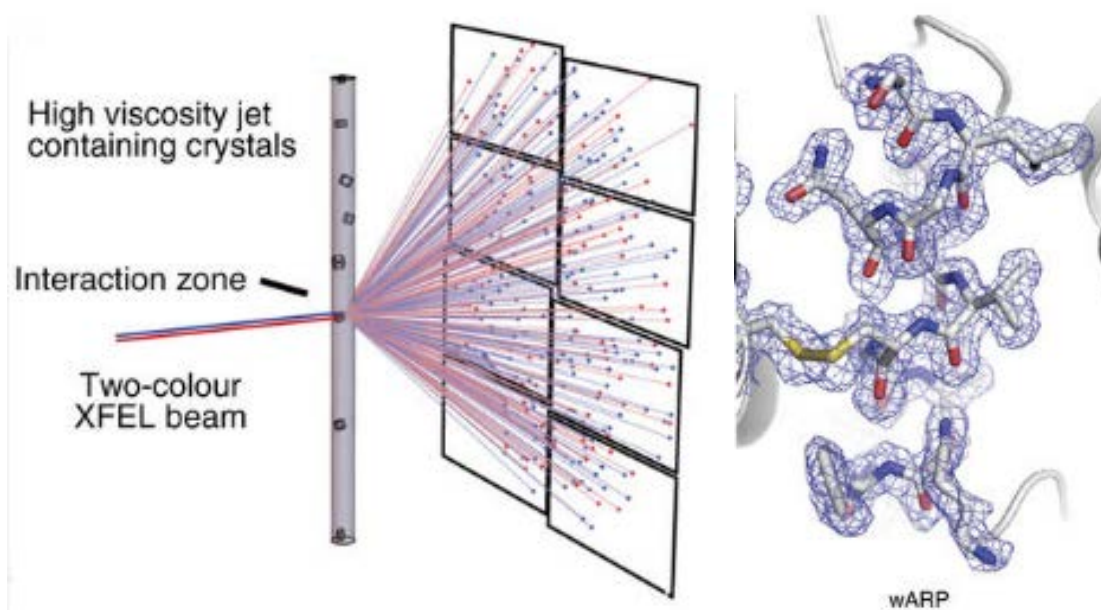 High viscosity jet
containing crystals
Interaction zone
Two-colour
XFEL beam
wARP